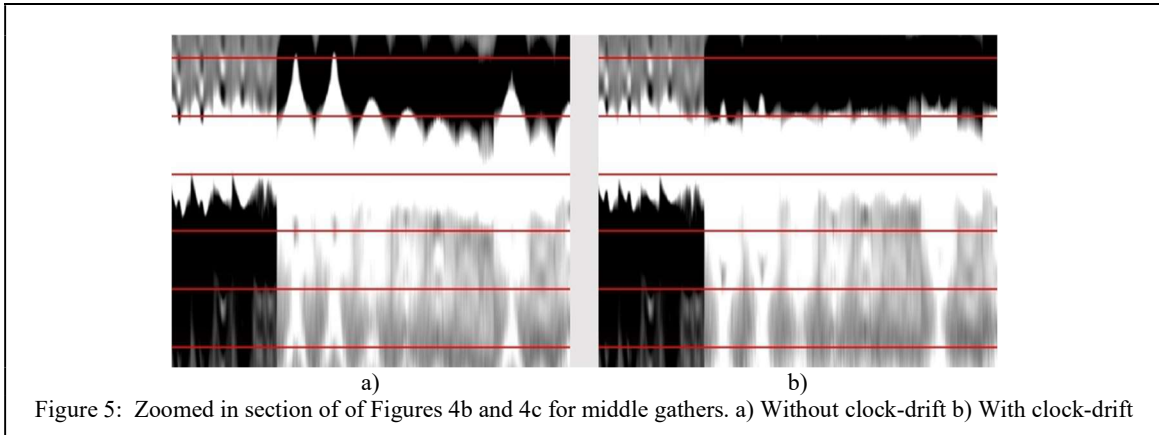 a)
b)
Figure 5:  Zoomed in section of of Figures 4b and 4c for middle gathers. a) Without clock-drift b) With clock-drift